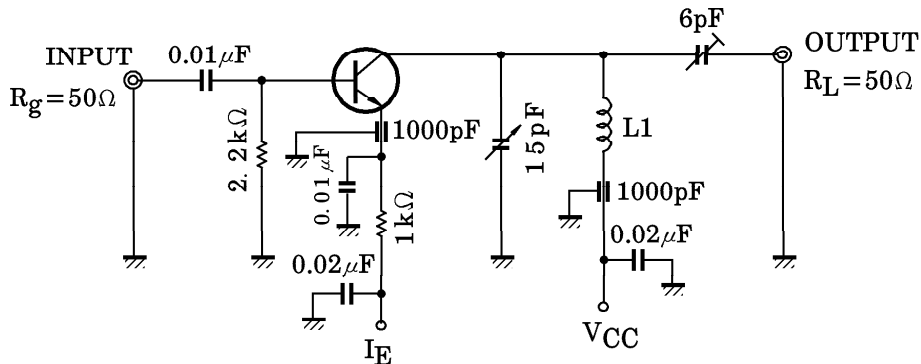 6pF
INPUT
0.01μF
OUTPUT
Rg=50Ω
RL=50Ω
2.2kΩ
1000pF
15pF
L1
0.01μF
1kΩ
1000pF
0.02μF
0.02μF
IE
VCC